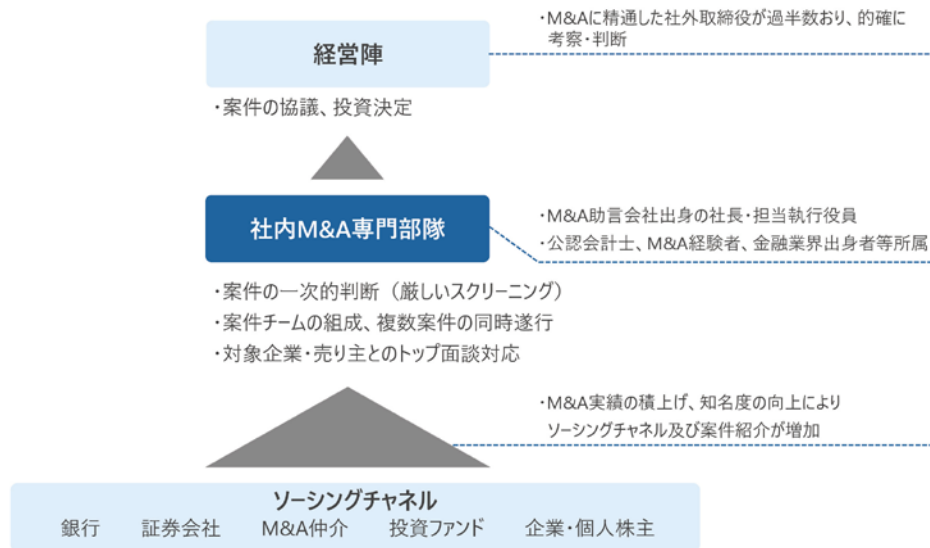 ・M&Aに精通した社外取締役が過半数おり、的確に
考察・判断
経営陣
・案件の協議、投資決定
社内M&A専門部隊
・M&A助言会社出身の社長・担当執行役員
・公認会計士、M&A経験者、金融業界出身者等所属
・案件の一次的判断（厳しいスクリーニング）
・案件チームの組成、複数案件の同時遂行
・対象企業・売り主とのトップ面談対応
・M&A実績の積上げ、知名度の向上により
ソーシングチャネル及び案件紹介が増加
ソーシングチャネル
銀行 証券会社 M&A仲介 投資ファンド 企業・個人株主